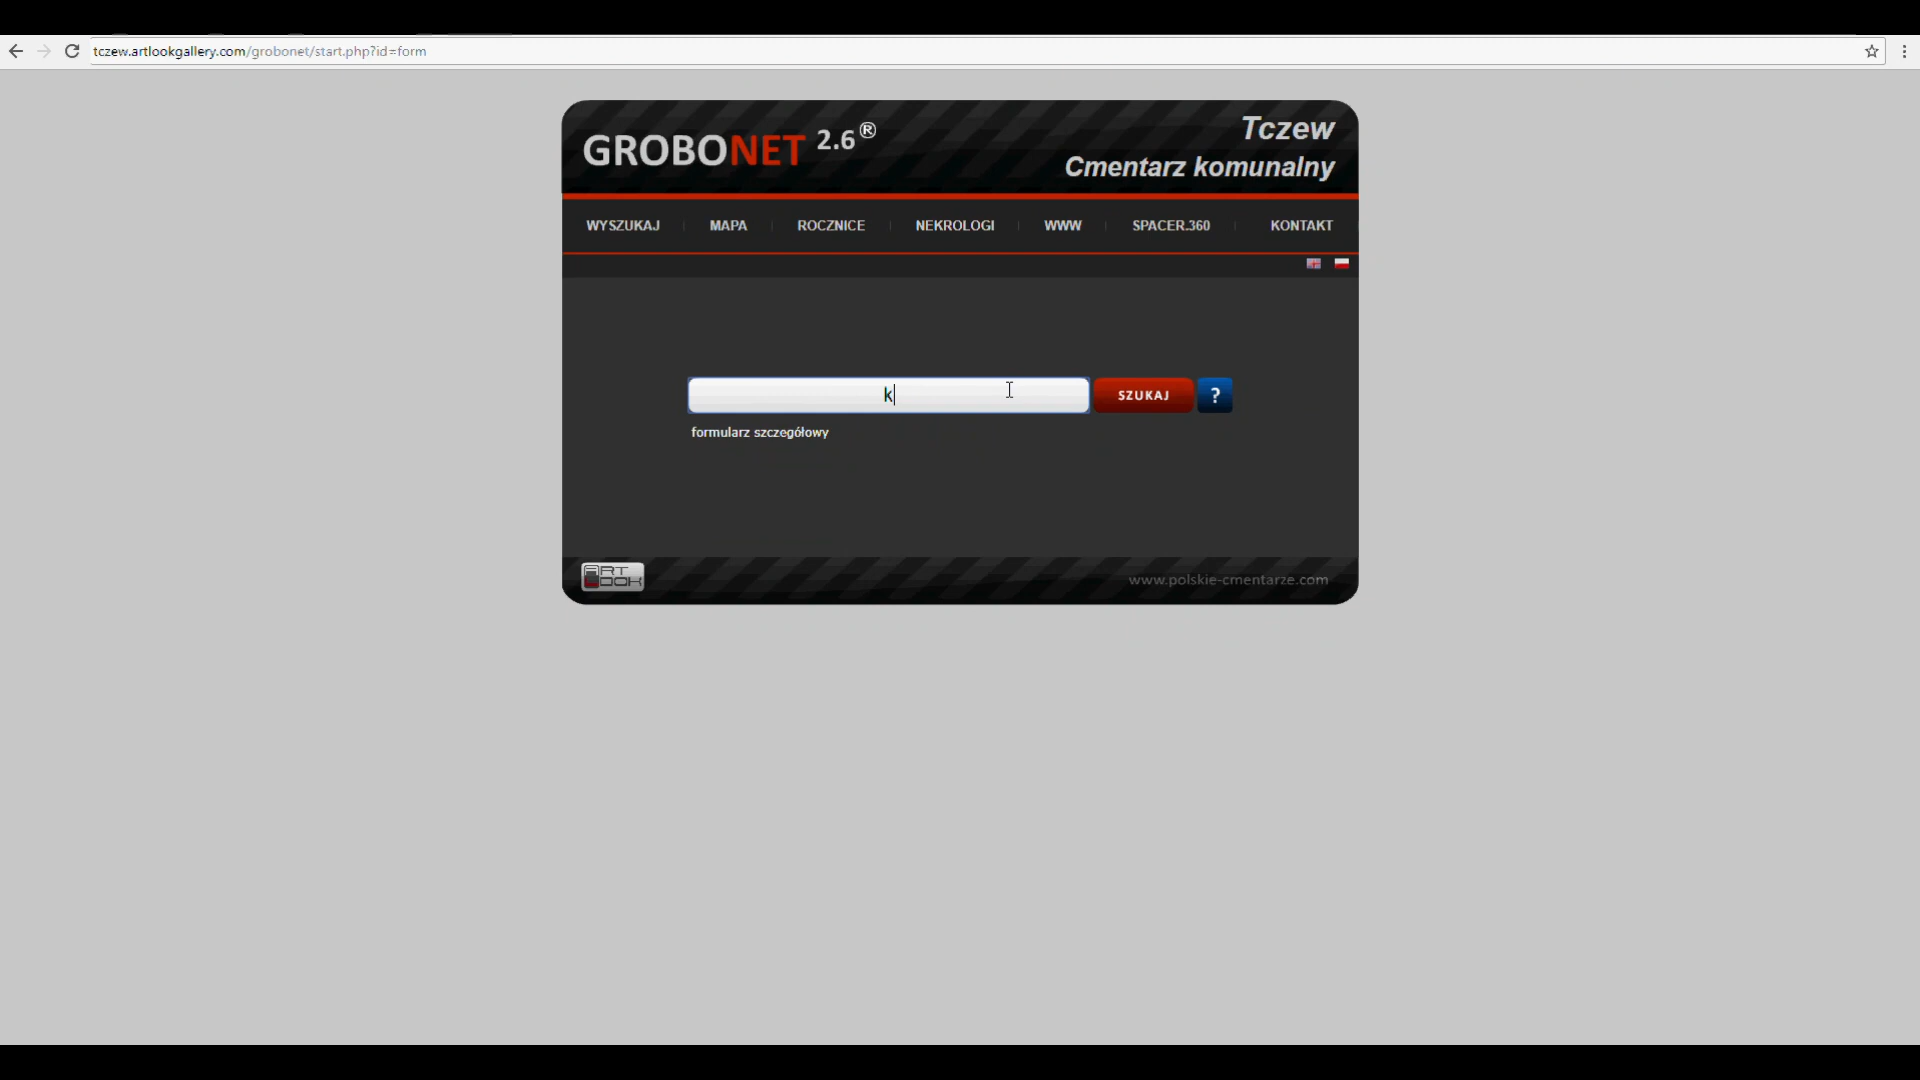 tczew.artlookgallery.com/grobonet/start.php?id=form
GROBONET 2.6®
Tczew
Cmentarz komunalny
WYSZUKAJ MAPA ROCZNICE NEKROLOGI WWW SPACER.360 KONTAKT
k SZUKAJ ?
formularz szczegółowy
ART LOOK www.polskie-cmentarze.com